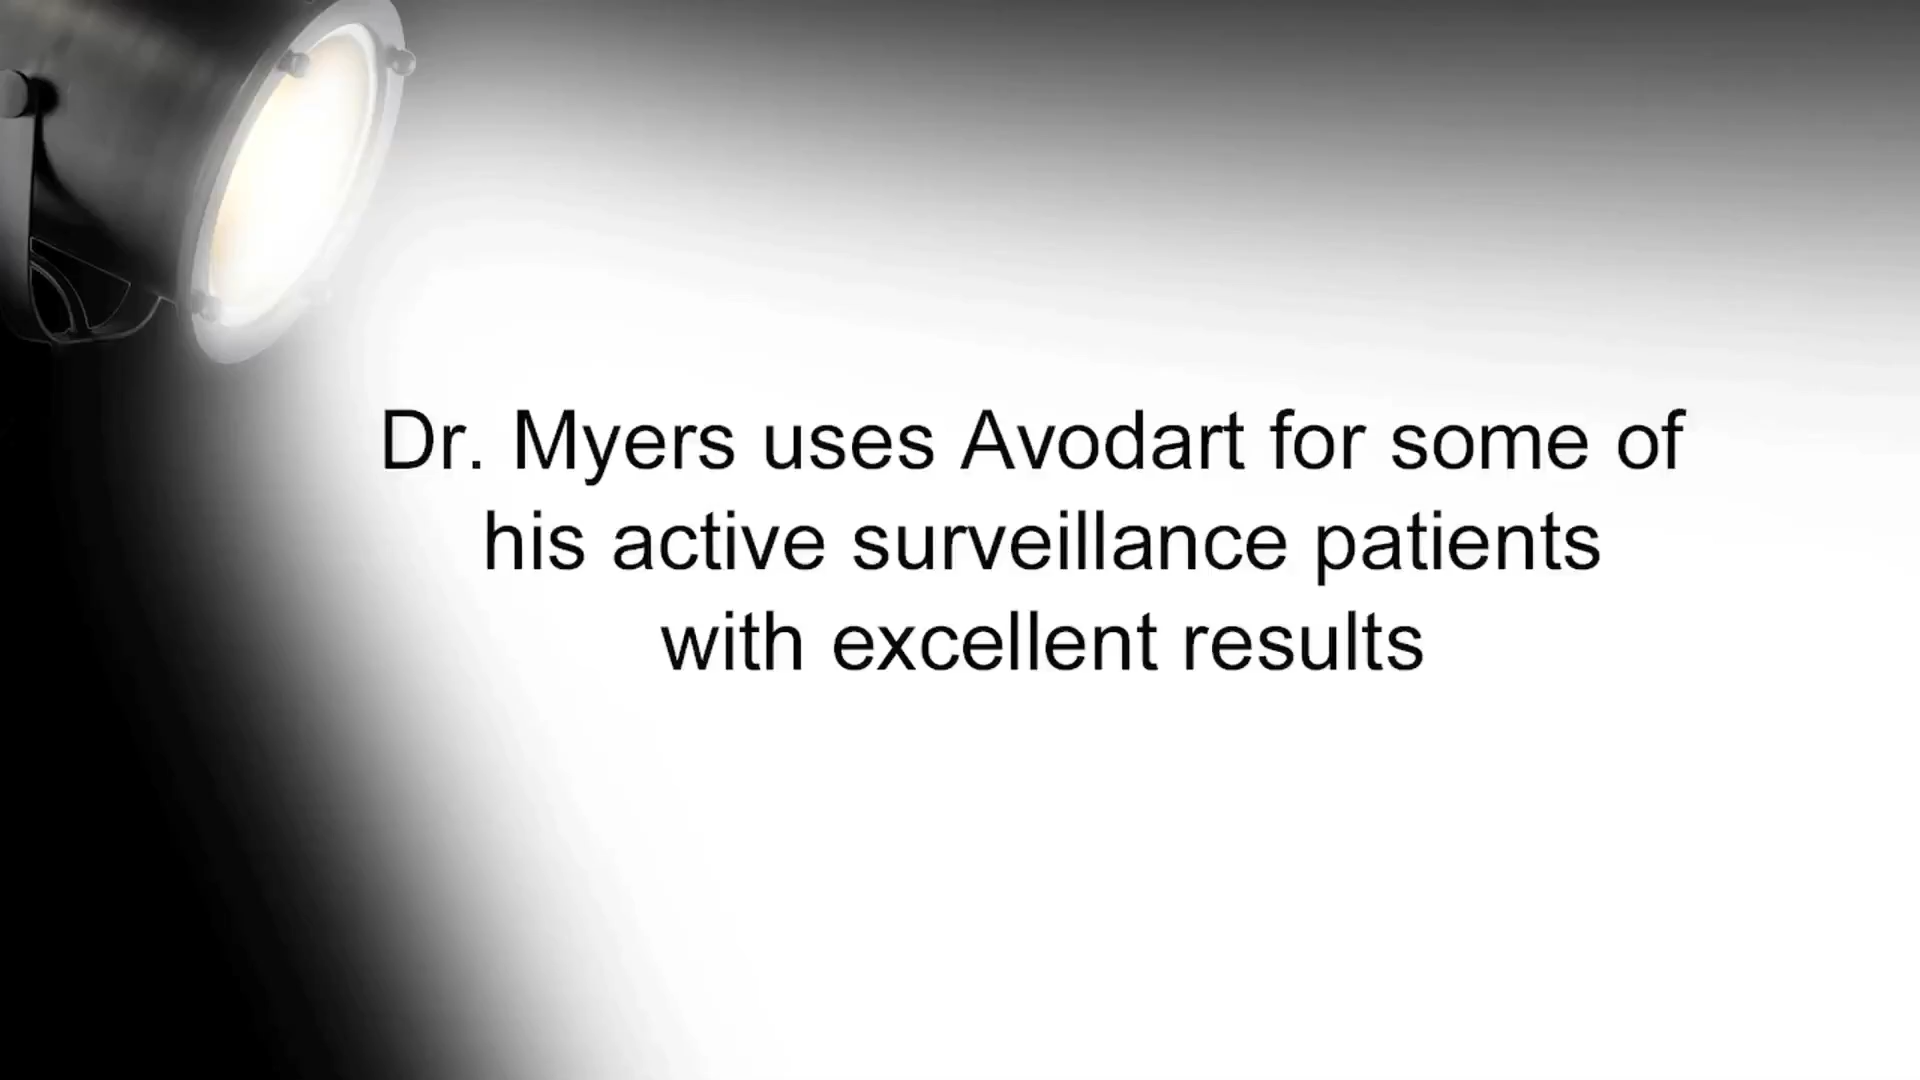 Dr. Myers uses Avodart for some of
his active surveillance patients
with excellent results